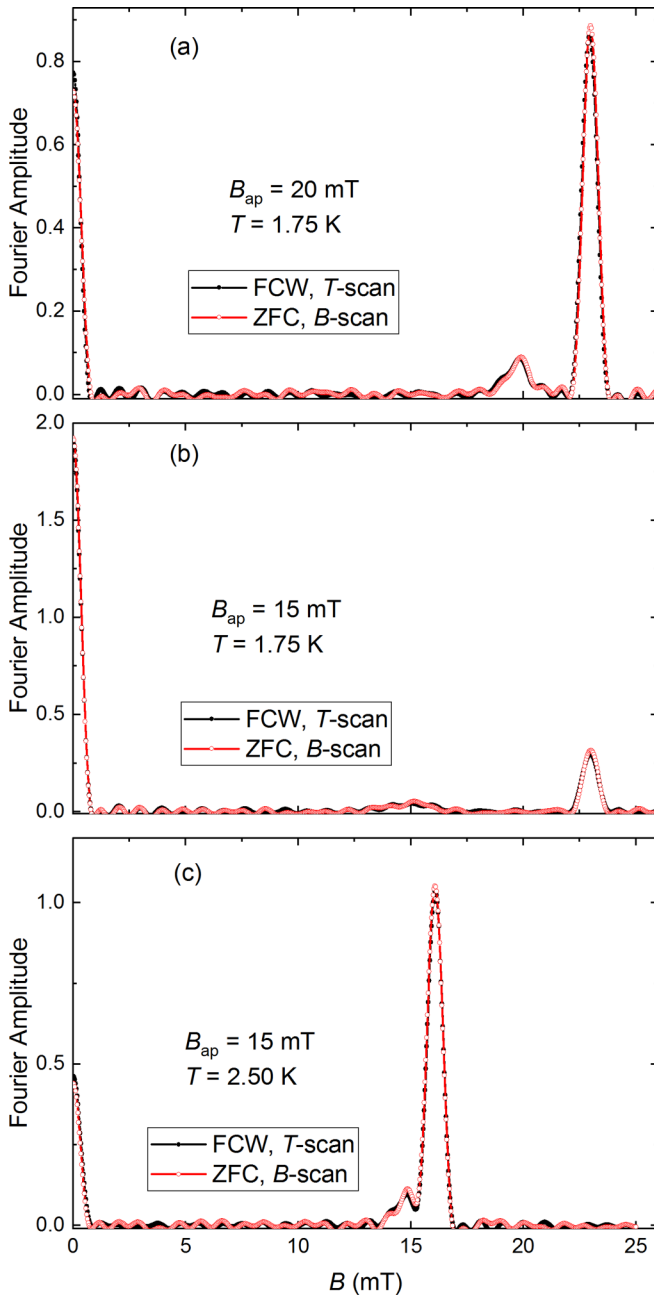 (a)
0.8
0.6
0.4
0.2
0.0
Fourier Amplitude
B_ap = 20 mT
T = 1.75 K
FCW, T-scan
ZFC, B-scan
(b)
2.0
1.5
1.0
0.5
0.0
Fourier Amplitude
B_ap = 15 mT
T = 1.75 K
FCW, T-scan
ZFC, B-scan
(c)
1.0
0.5
0.0
Fourier Amplitude
B_ap = 15 mT
T = 2.50 K
FCW, T-scan
ZFC, B-scan
0 5 10 15 20 25
B (mT)